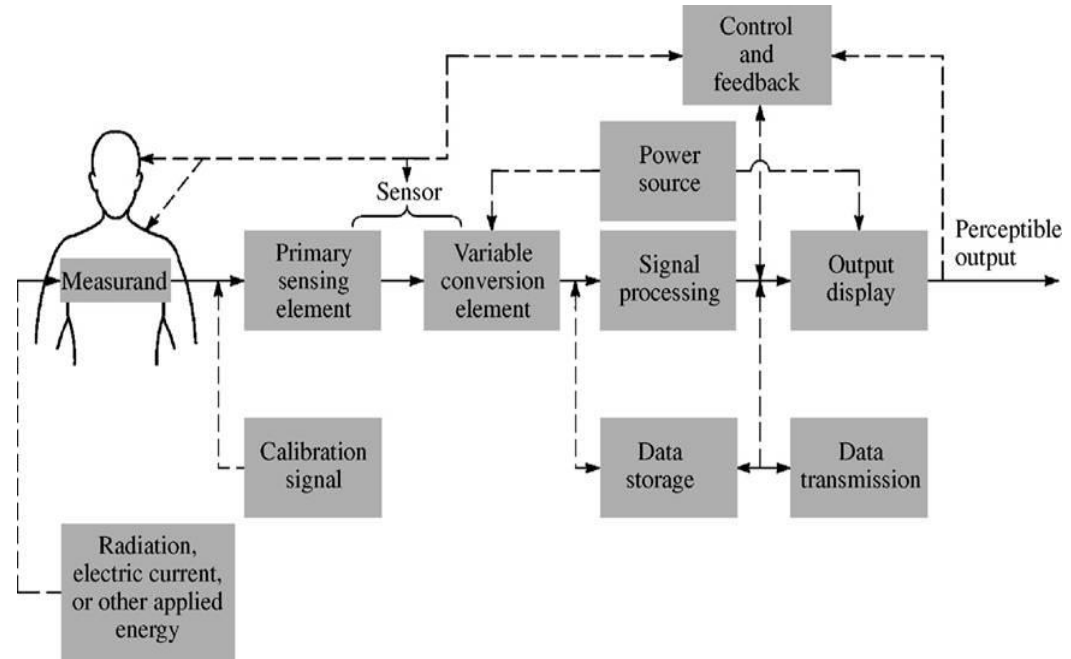 Control
and
feedback
Power
source
Sensor
Perceptible
output
Measurand
Primary
sensing
element
Variable
conversion
element
Signal
processing
Output
display
Calibration
signal
Data
storage
Data
transmission
Radiation,
electric current,
or other applied
energy